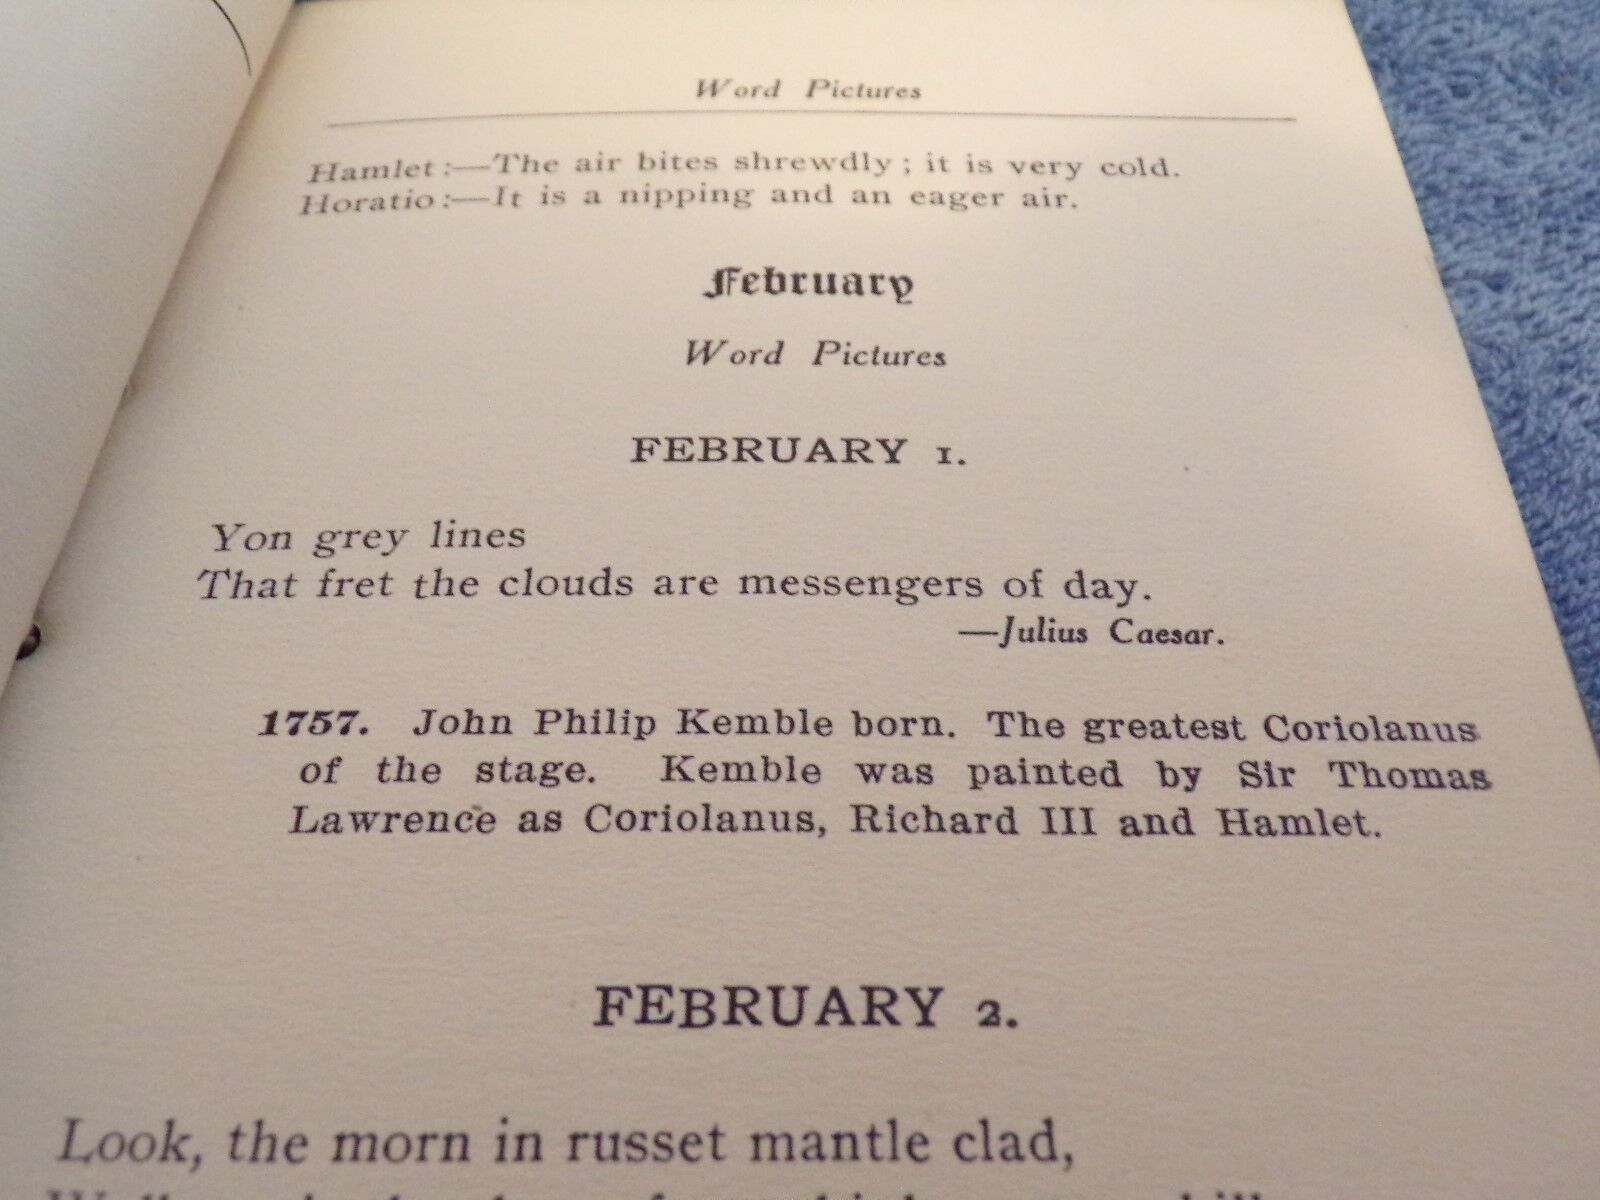 Word Pictures
Hamlet:—The air bites shrewdly; it is very cold.
Horatio:—It is a nipping and an eager air.
February
Word Pictures
FEBRUARY 1.
Yon grey lines
That fret the clouds are messengers of day.
—Julius Caesar.
1757. John Philip Kemble born. The greatest Coriolanus
of the stage. Kemble was painted by Sir Thomas
Lawrence as Coriolanus, Richard III and Hamlet.
FEBRUARY 2.
Look, the morn in russet mantle clad,